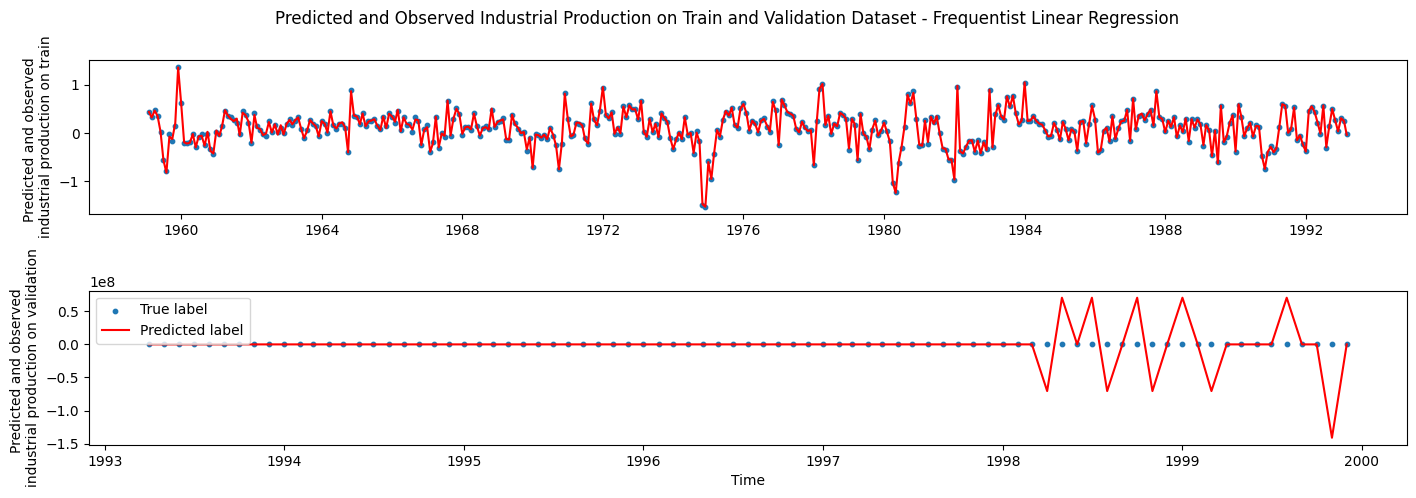 Predicted and Observed Industrial Production on Train and Validation Dataset - Frequentist Linear Regression
Predicted and observed
industrial production on train
1
0
−1
1960
1964
1968
1972
1976
1980
1984
1988
1992
1e8
Predicted and observed
industrial production on validation
0.5
0.0
−0.5
−1.0
−1.5
True label
Predicted label
1993
1994
1995
1996
1997
1998
1999
2000
Time